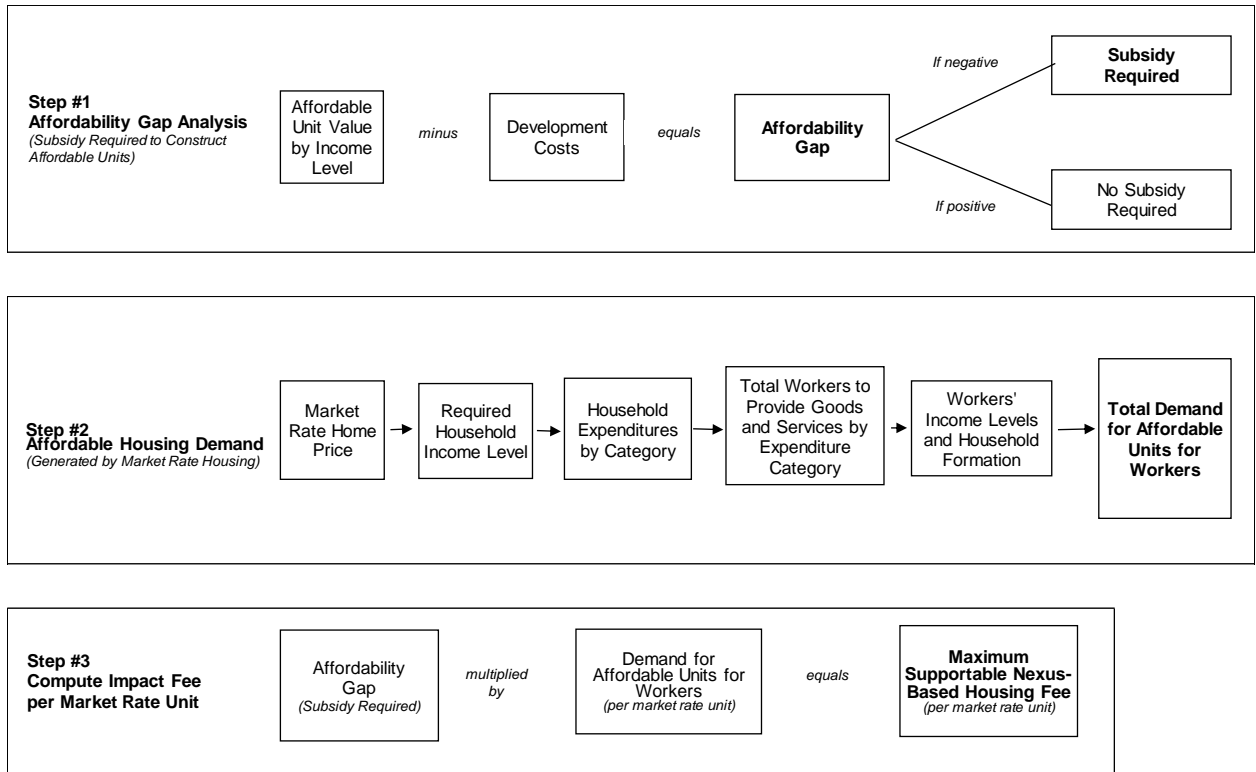 Step #1
Affordability Gap Analysis
(Subsidy Required to Construct
Affordable Units)
Affordable
Unit Value
by Income
Level
minus
Development
Costs
equals
Affordability
Gap
If negative
Subsidy
Required
If positive
No Subsidy
Required
Step #2
Affordable Housing Demand
(Generated by Market Rate Housing)
Market
Rate Home
Price
Required
Household
Income Level
Household
Expenditures
by Category
Total Workers to
Provide Goods
and Services by
Expenditure
Category
Workers'
Income Levels
and Household
Formation
Total Demand
for Affordable
Units for
Workers
Step #3
Compute Impact Fee
per Market Rate Unit
Affordability
Gap
(Subsidy Required)
multiplied
by
Demand for
Affordable Units for
Workers
(per market rate unit)
equals
Maximum
Supportable Nexus-
Based Housing Fee
(per market rate unit)